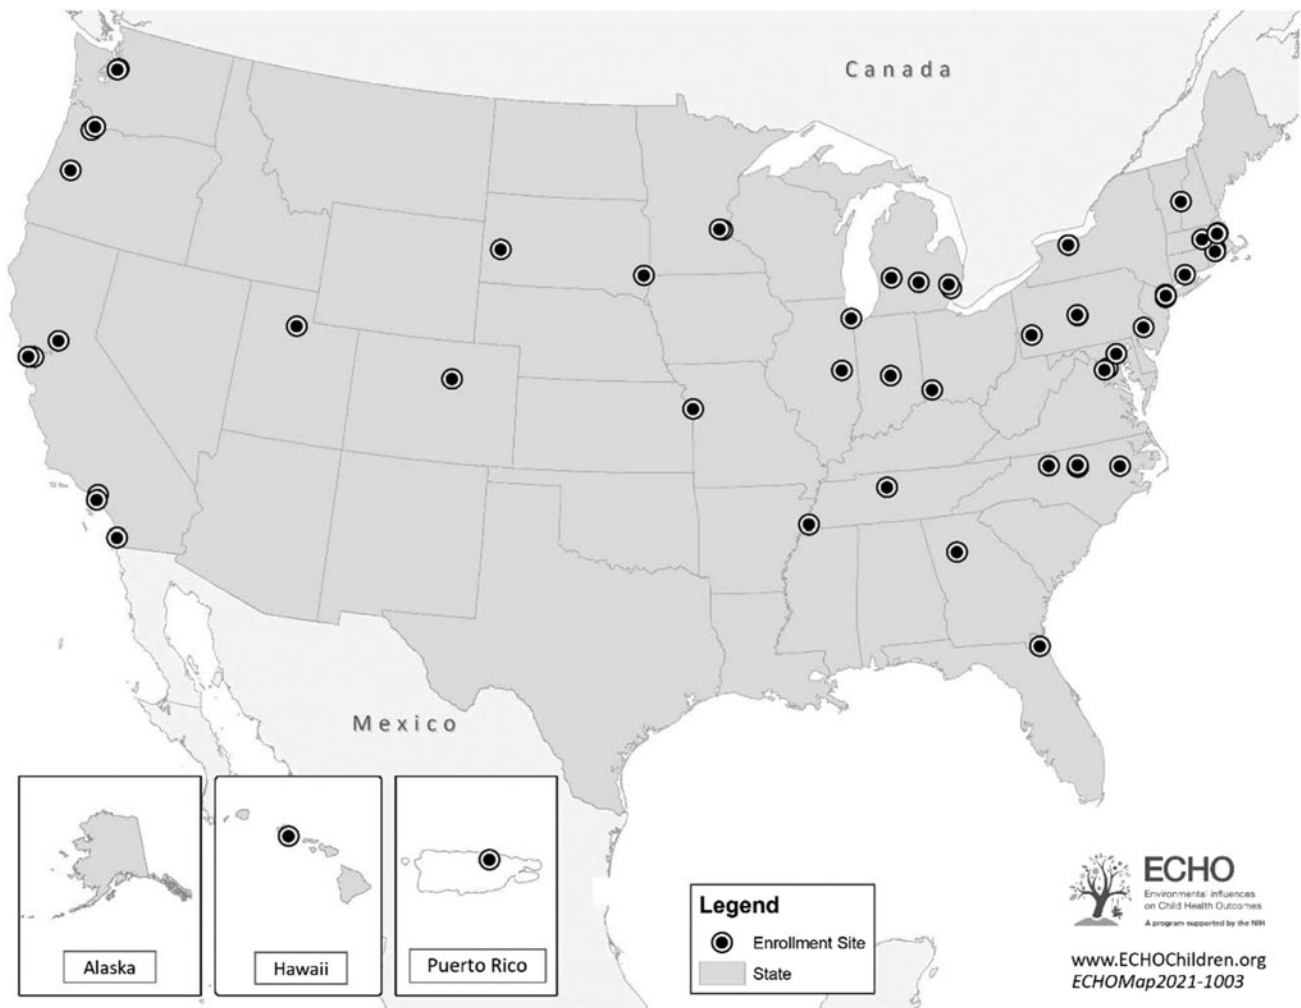 Canada
Mexico
Alaska
Hawaii
Puerto Rico
Legend
Enrollment Site
State
ECHO
Environmental influences
on Child Health Outcomes
A program supported by the NIH
www.ECHOChildren.org
ECHOMap2021-1003